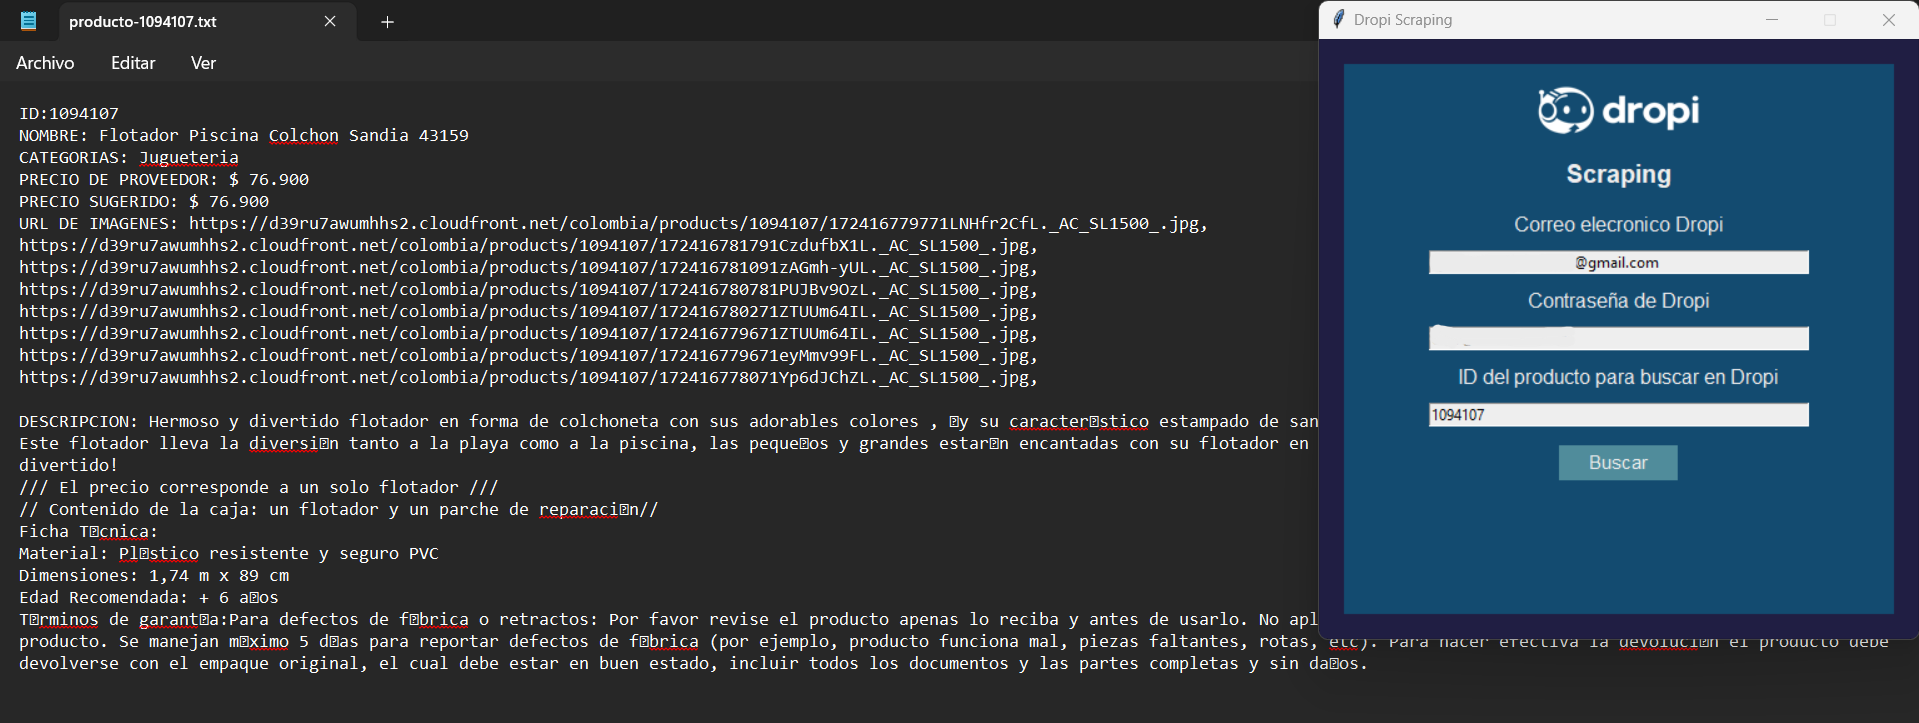 producto-1094107.txt
Archivo Editar Ver
ID:1094107
NOMBRE: Flotador Piscina Colchon Sandia 43159
CATEGORIAS: Jugueteria
PRECIO DE PROVEEDOR: $ 76.900
PRECIO SUGERIDO: $ 76.900
URL DE IMAGENES: https://d39ru7awumhhs2.cloudfront.net/colombia/products/1094107/172416779771LNHfr2CfL._AC_SL1500_.jpg,
https://d39ru7awumhhs2.cloudfront.net/colombia/products/1094107/172416781791CzdufbX1L._AC_SL1500_.jpg,
https://d39ru7awumhhs2.cloudfront.net/colombia/products/1094107/172416781091zAGmh-yUL._AC_SL1500_.jpg,
https://d39ru7awumhhs2.cloudfront.net/colombia/products/1094107/172416780781PUJBv9OzL._AC_SL1500_.jpg,
https://d39ru7awumhhs2.cloudfront.net/colombia/products/1094107/172416780271ZTUUm64IL._AC_SL1500_.jpg,
https://d39ru7awumhhs2.cloudfront.net/colombia/products/1094107/172416779671ZTUUm64IL._AC_SL1500_.jpg,
https://d39ru7awumhhs2.cloudfront.net/colombia/products/1094107/172416779671eyMmv99FL._AC_SL1500_.jpg,
https://d39ru7awumhhs2.cloudfront.net/colombia/products/1094107/172416778071Yp6dJChZL._AC_SL1500_.jpg,
DESCRIPCION: Hermoso y divertido flotador en forma de colchoneta con sus adorables colores , �y su caracter�stico estampado de san
Este flotador lleva la diversi�n tanto a la playa como a la piscina, las peque�os y grandes estar�n encantadas con su flotador en
divertido!
/// El precio corresponde a un solo flotador ///
// Contenido de la caja: un flotador y un parche de reparaci�n//
Ficha T�cnica:
Material: Pl�stico resistente y seguro PVC
Dimensiones: 1,74 m x 89 cm
Edad Recomendada: + 6 a�os
T�rminos de garant�a:Para defectos de f�brica o retractos: Por favor revise el producto apenas lo reciba y antes de usarlo. No apl
producto. Se manejan m�ximo 5 d�as para reportar defectos de f�brica (por ejemplo, producto funciona mal, piezas faltantes, rotas, etc). Para hacer efectiva la devoluci�n el producto debe
devolverse con el empaque original, el cual debe estar en buen estado, incluir todos los documentos y las partes completas y sin da�os.
Dropi Scraping
dropi
Scraping
Correo elecronico Dropi
@gmail.com
Contraseña de Dropi
ID del producto para buscar en Dropi
1094107
Buscar